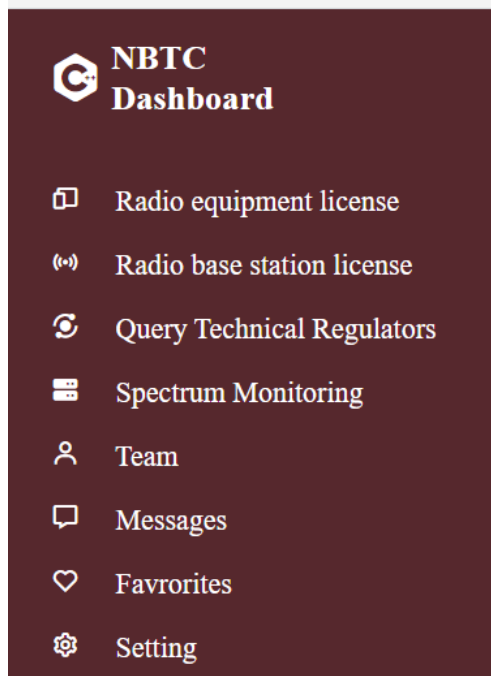 NBTC
Dashboard
Radio equipment license
Radio base station license
Query Technical Regulators
Spectrum Monitoring
Team
Messages
Favrorites
Setting